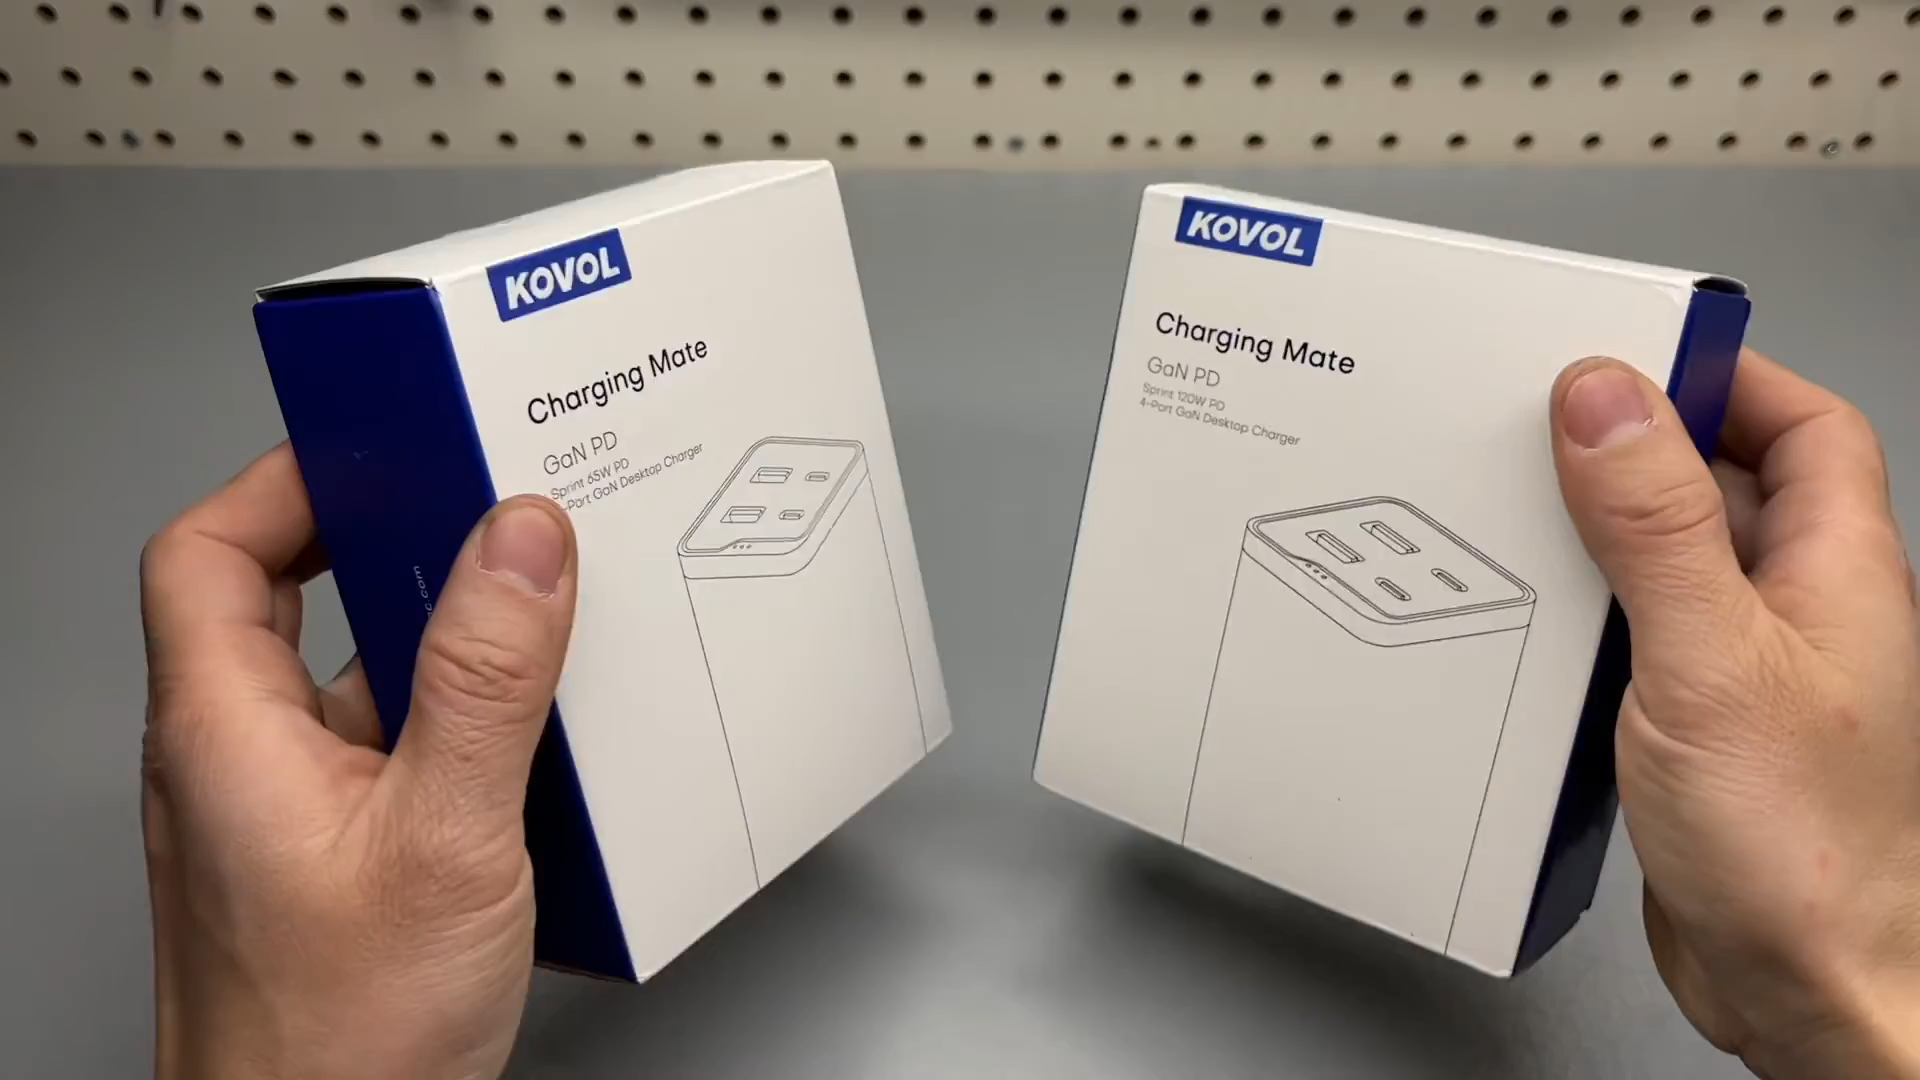 KOVOL
Charging Mate
GaN PD
Sprint 65W PD
-Port GaN Desktop Charger
KOVOL
Charging Mate
GaN PD
Sprint 120W PD
4-Port GaN Desktop Charger